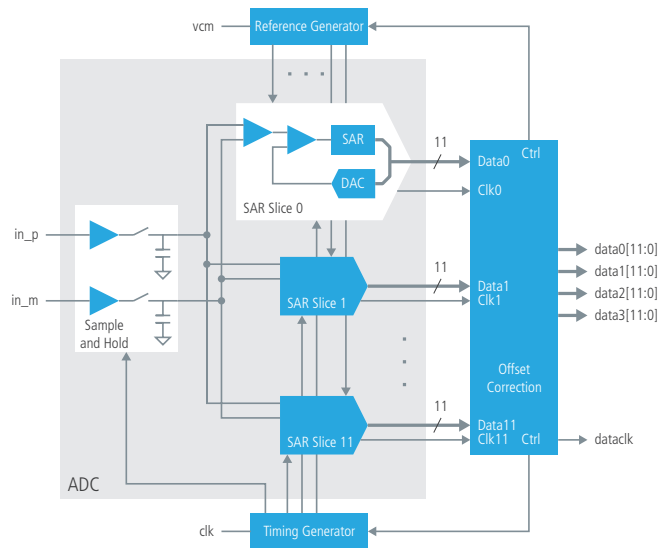 vcm
Reference Generator
. . .
11
SAR
Data0
Ctrl
DAC
Clk0
SAR Slice 0
in_p
data0[11:0]
11
data1[11:0]
Data1
data2[11:0]
in_m
SAR Slice 1
Clk1
data3[11:0]
Sample
and Hold
Offset
Correction
11
Data11
SAR Slice 11
Clk11
Ctrl
dataclk
ADC
clk
Timing Generator